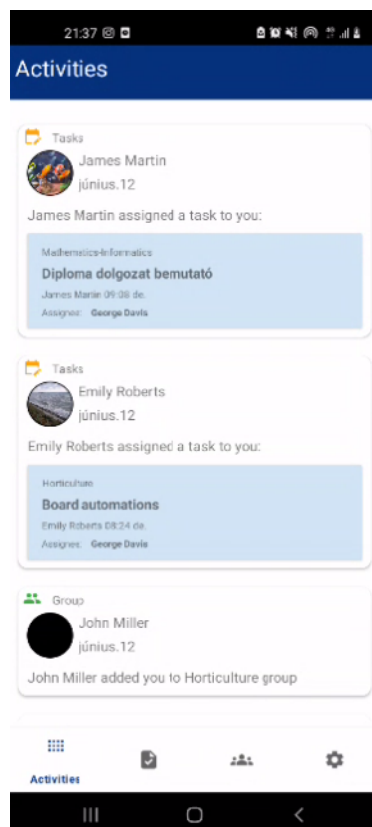 21:37
Activities
Tasks
James Martin
június.12
James Martin assigned a task to you:
Mathematics-Informatics
Diploma dolgozat bemutató
James Martin 09:08 de.
Assignee: George Davis
Tasks
Emily Roberts
június.12
Emily Roberts assigned a task to you:
Horticulture
Board automations
Emily Roberts 08:24 de.
Assignee: George Davis
Group
John Miller
június.12
John Miller added you to Horticulture group
Activities